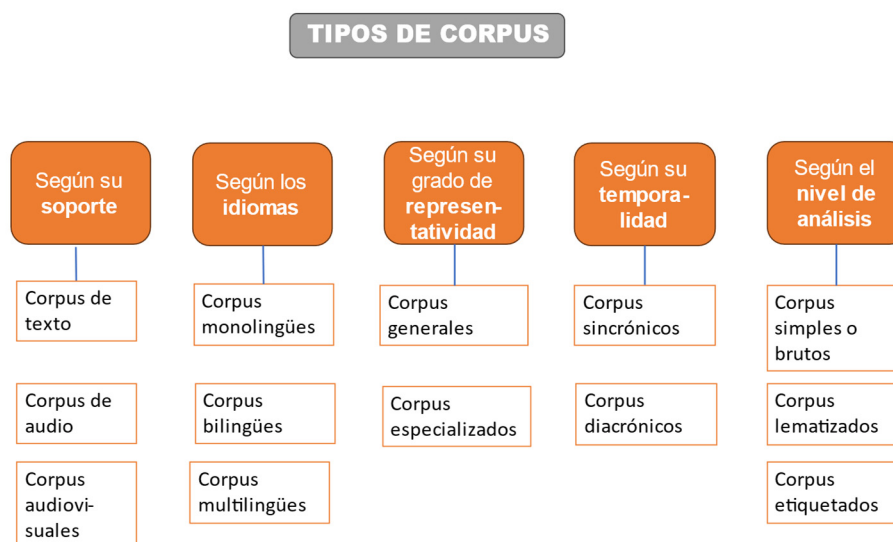 TIPOS DE CORPUS
Según su
soporte
Corpus de
texto
Corpus de
audio
Corpus
audiovi-
suales
Según los
idiomas
Corpus
monolingües
Corpus
bilingües
Corpus
multilingües
Según su
grado de
represen-
tatividad
Corpus
generales
Corpus
especializados
Según su
tempora-
lidad
Corpus
sincrónicos
Corpus
diacrónicos
Según el
nivel de
análisis
Corpus
simples o
brutos
Corpus
lematizados
Corpus
etiquetados